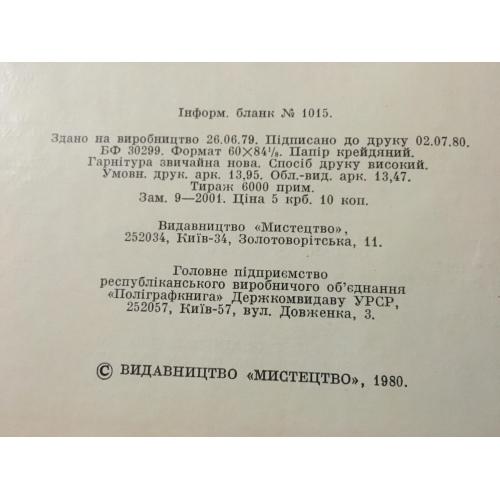 Інформ. бланк № 1015.
Здано на виробництво 26.06.79. Підписано до друку 02.07.80.
БФ 30299. Формат 60×84¹/₈. Папір крейдяний.
Гарнітура звичайна нова. Спосіб друку високий.
Умовн. друк. арк. 13,95. Обл.-вид. арк. 13,47.
Тираж 6000 прим.
Зам. 9—2001. Ціна 5 крб. 10 коп.
Видавництво «Мистецтво»,
252034, Київ-34, Золотоворітська, 11.
Головне підприємство
республіканського виробничого об'єднання
«Поліграфкнига» Держкомвидаву УРСР,
252057, Київ-57, вул. Довженка, 3.
© ВИДАВНИЦТВО «МИСТЕЦТВО», 1980.